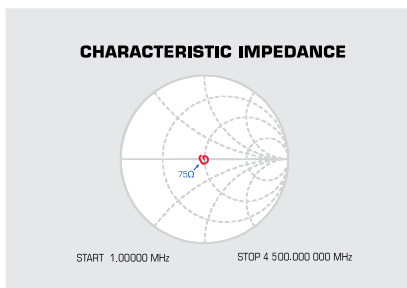 CHARACTERISTIC IMPEDANCE
75Ω
START 1.00000 MHz
STOP 4 500.000 000 MHz